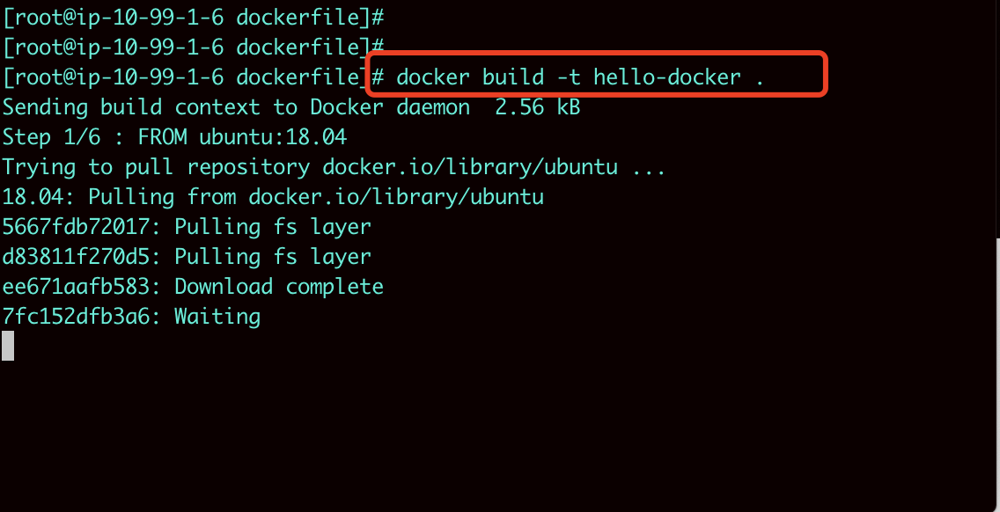 [root@ip-10-99-1-6 dockerfile]#
[root@ip-10-99-1-6 dockerfile]#
[root@ip-10-99-1-6 dockerfile]# docker build -t hello-docker .
Sending build context to Docker daemon  2.56 kB
Step 1/6 : FROM ubuntu:18.04
Trying to pull repository docker.io/library/ubuntu ...
18.04: Pulling from docker.io/library/ubuntu
5667fdb72017: Pulling fs layer
d83811f270d5: Pulling fs layer
ee671aafb583: Download complete
7fc152dfb3a6: Waiting